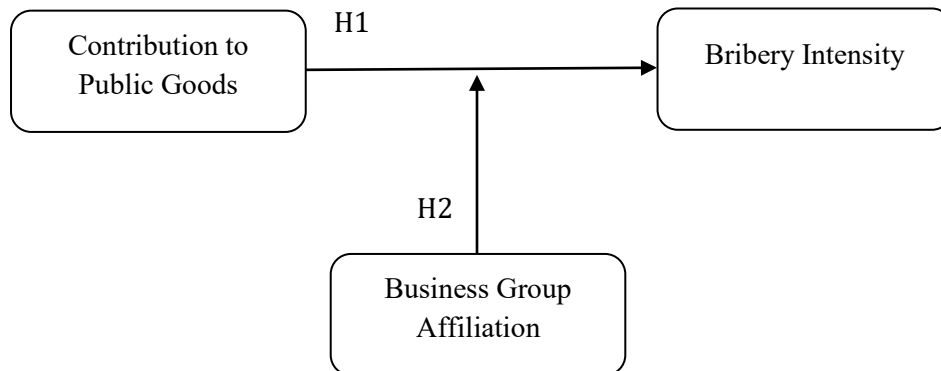 H1
Contribution to
Public Goods
Bribery Intensity
H2
Business Group
Affiliation